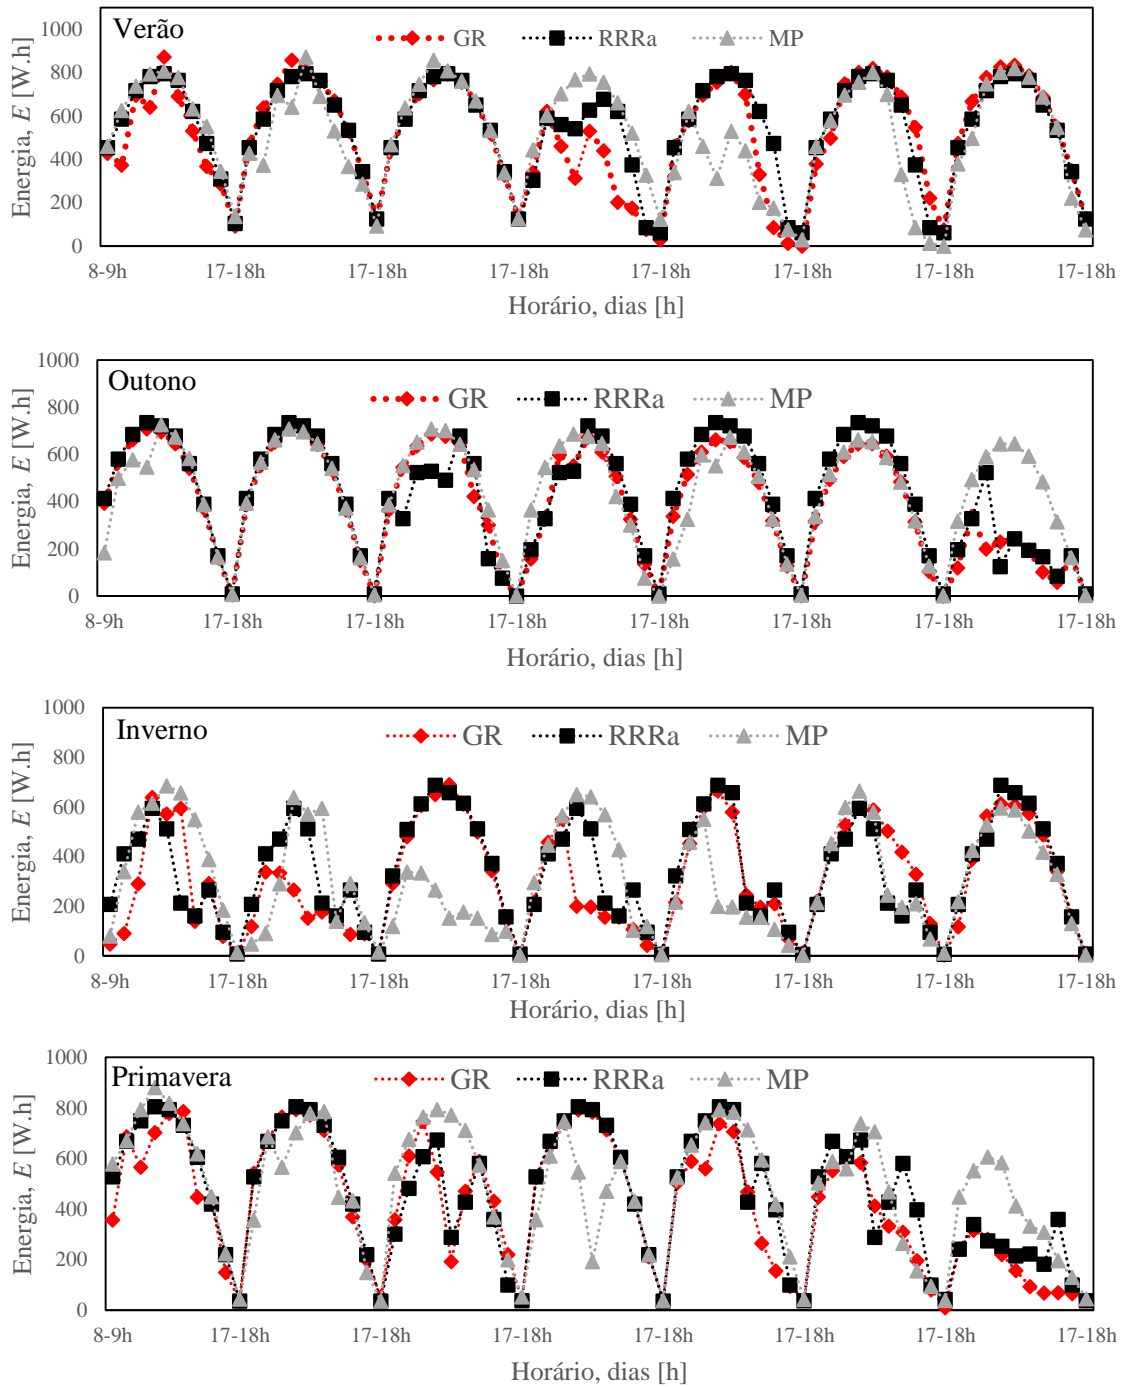 Verão
GR RRRa MP
Energia, E [W.h]
1000
800
600
400
200
0
8-9h 17-18h 17-18h 17-18h 17-18h 17-18h 17-18h 17-18h
Horário, dias [h]
Outono
GR RRRa MP
Energia, E [W.h]
1000
800
600
400
200
0
8-9h 17-18h 17-18h 17-18h 17-18h 17-18h 17-18h 17-18h
Horário, dias [h]
Inverno
GR RRRa MP
Energia, E [W.h]
1000
800
600
400
200
0
8-9h 17-18h 17-18h 17-18h 17-18h 17-18h 17-18h 17-18h
Horário, dias [h]
Primavera
GR RRRa MP
Energia, E [W.h]
1000
800
600
400
200
0
8-9h 17-18h 17-18h 17-18h 17-18h 17-18h 17-18h 17-18h
Horário, dias [h]